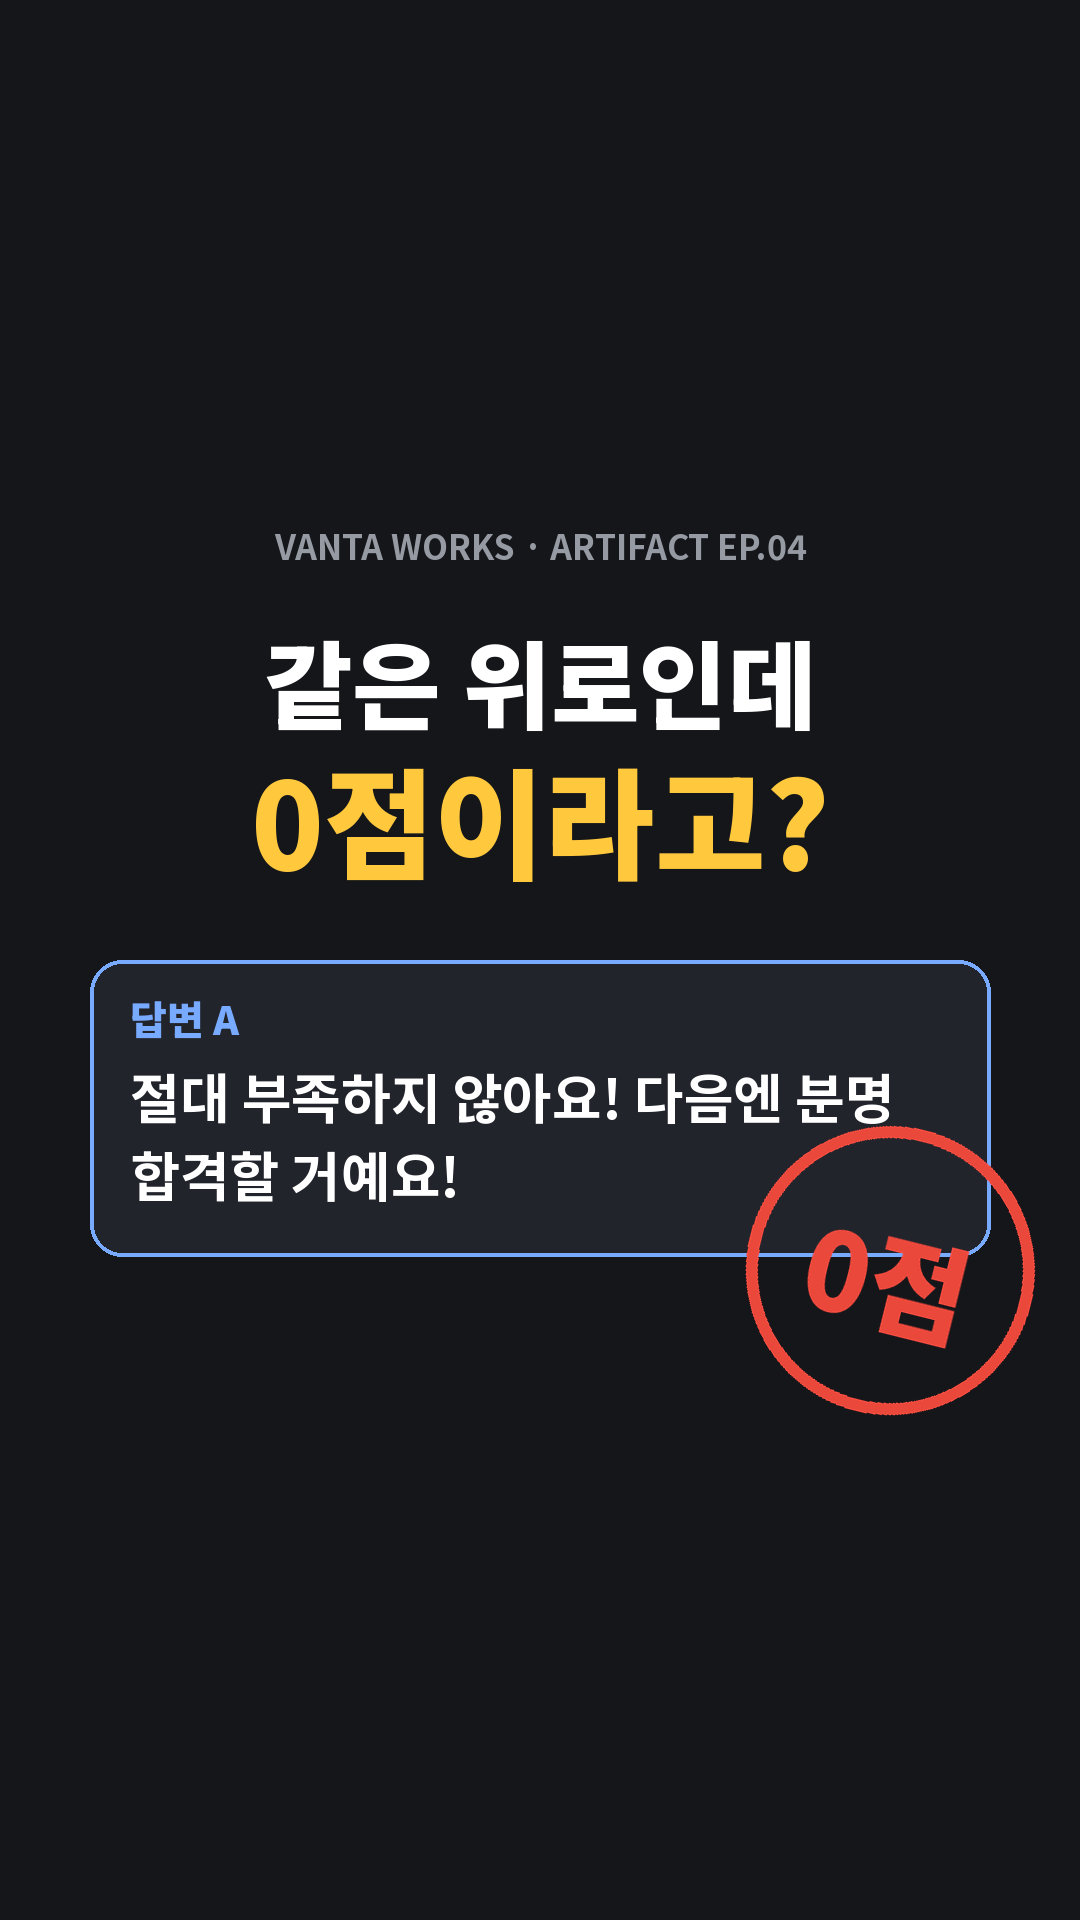 VANTA WORKS · ARTIFACT EP.04
같은 위로인데
0점이라고?
답변 A
절대 부족하지 않아요! 다음엔 분명
합격할 거예요!
0점